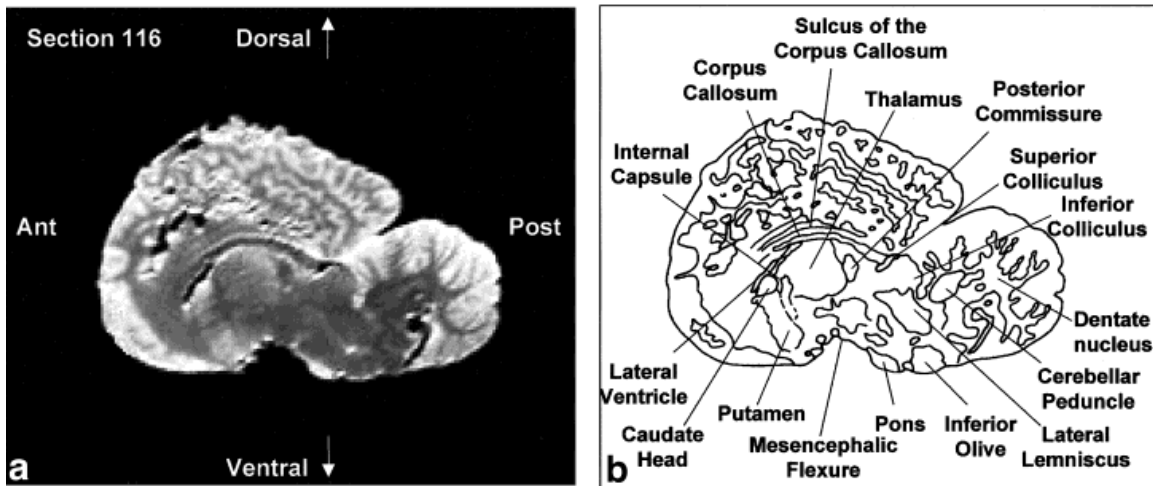 Section 116
Dorsal
Ant
Post
Ventral
a
Sulcus of the
Corpus Callosum
Corpus
Callosum
Thalamus
Posterior
Commissure
Internal
Capsule
Superior
Colliculus
Inferior
Colliculus
Dentate
nucleus
Lateral
Ventricle
Cerebellar
Peduncle
Putamen
Pons
Inferior
Olive
Caudate
Head
Mesencephalic
Flexure
Lateral
Lemniscus
b